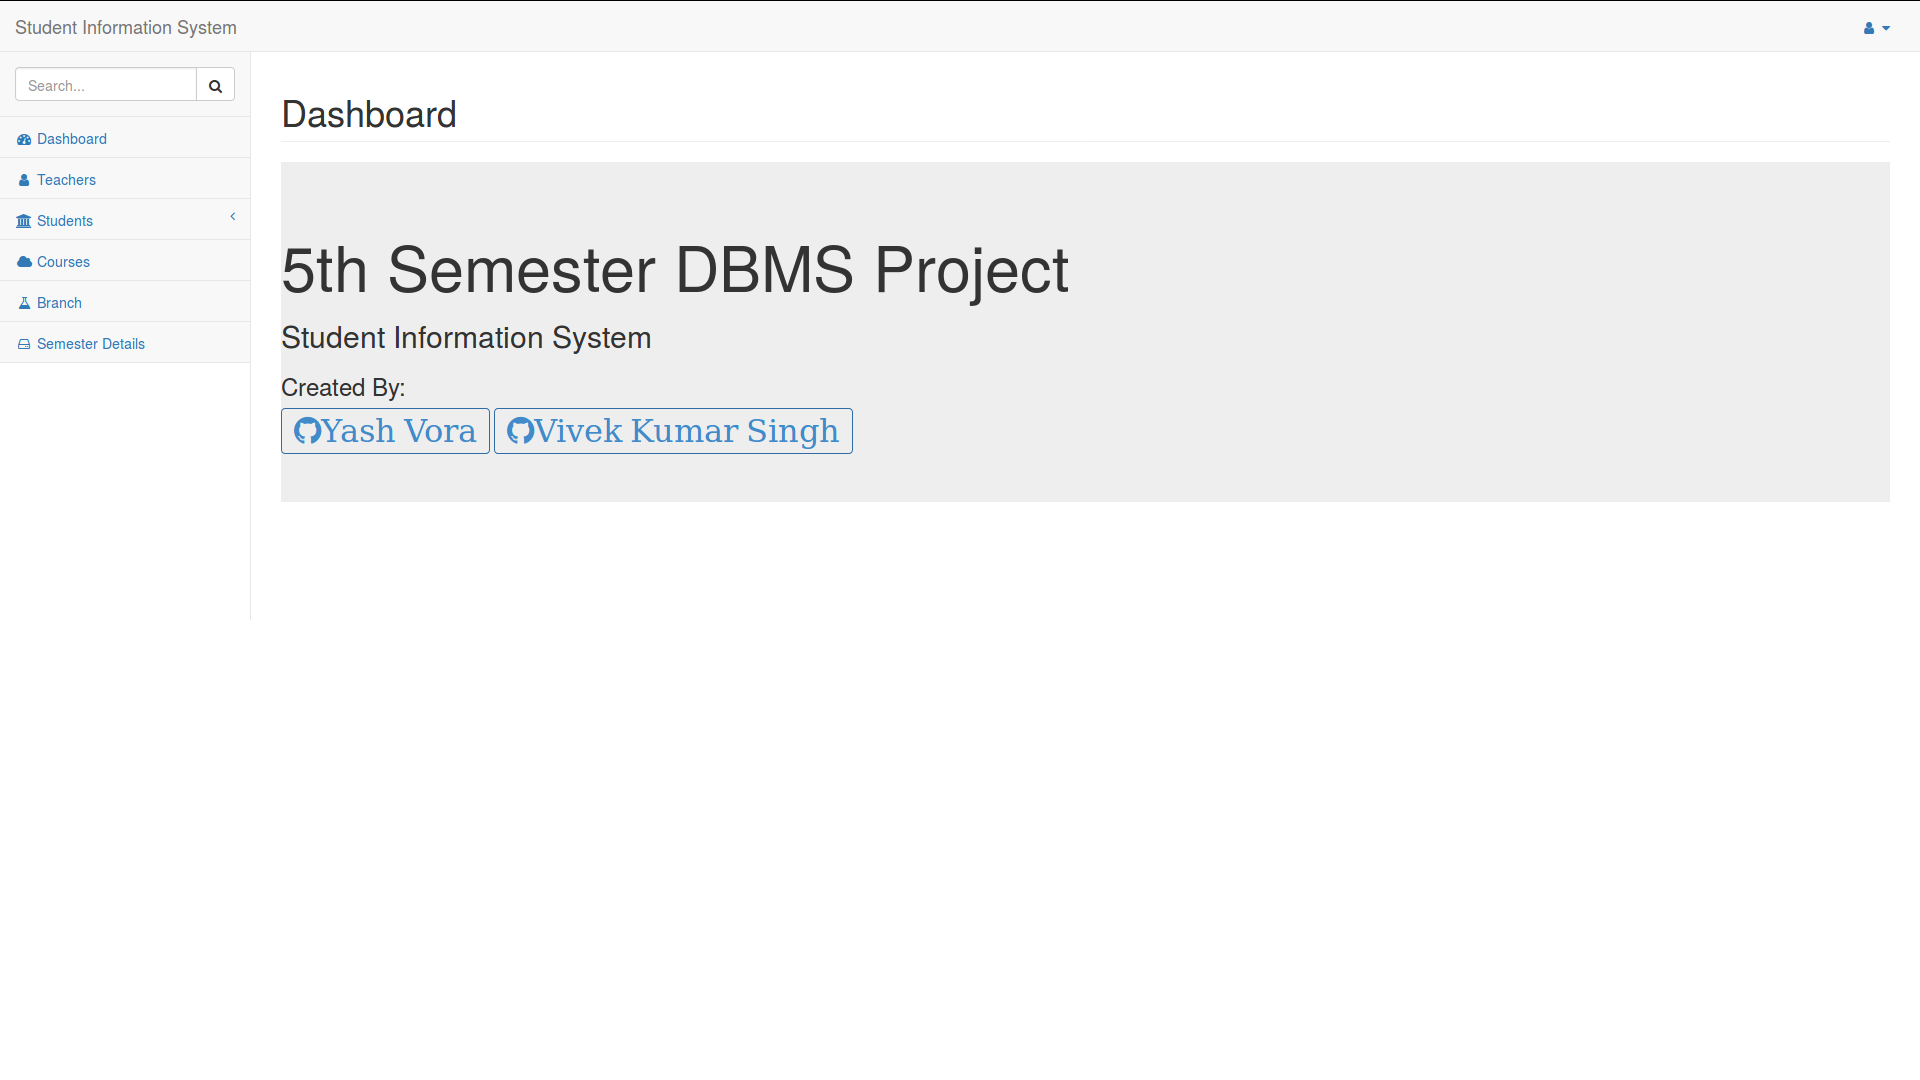 Student Information System
Search...
Dashboard
Teachers
Students
Courses
Branch
Semester Details
Dashboard
5th Semester DBMS Project
Student Information System
Created By:
Yash Vora Vivek Kumar Singh